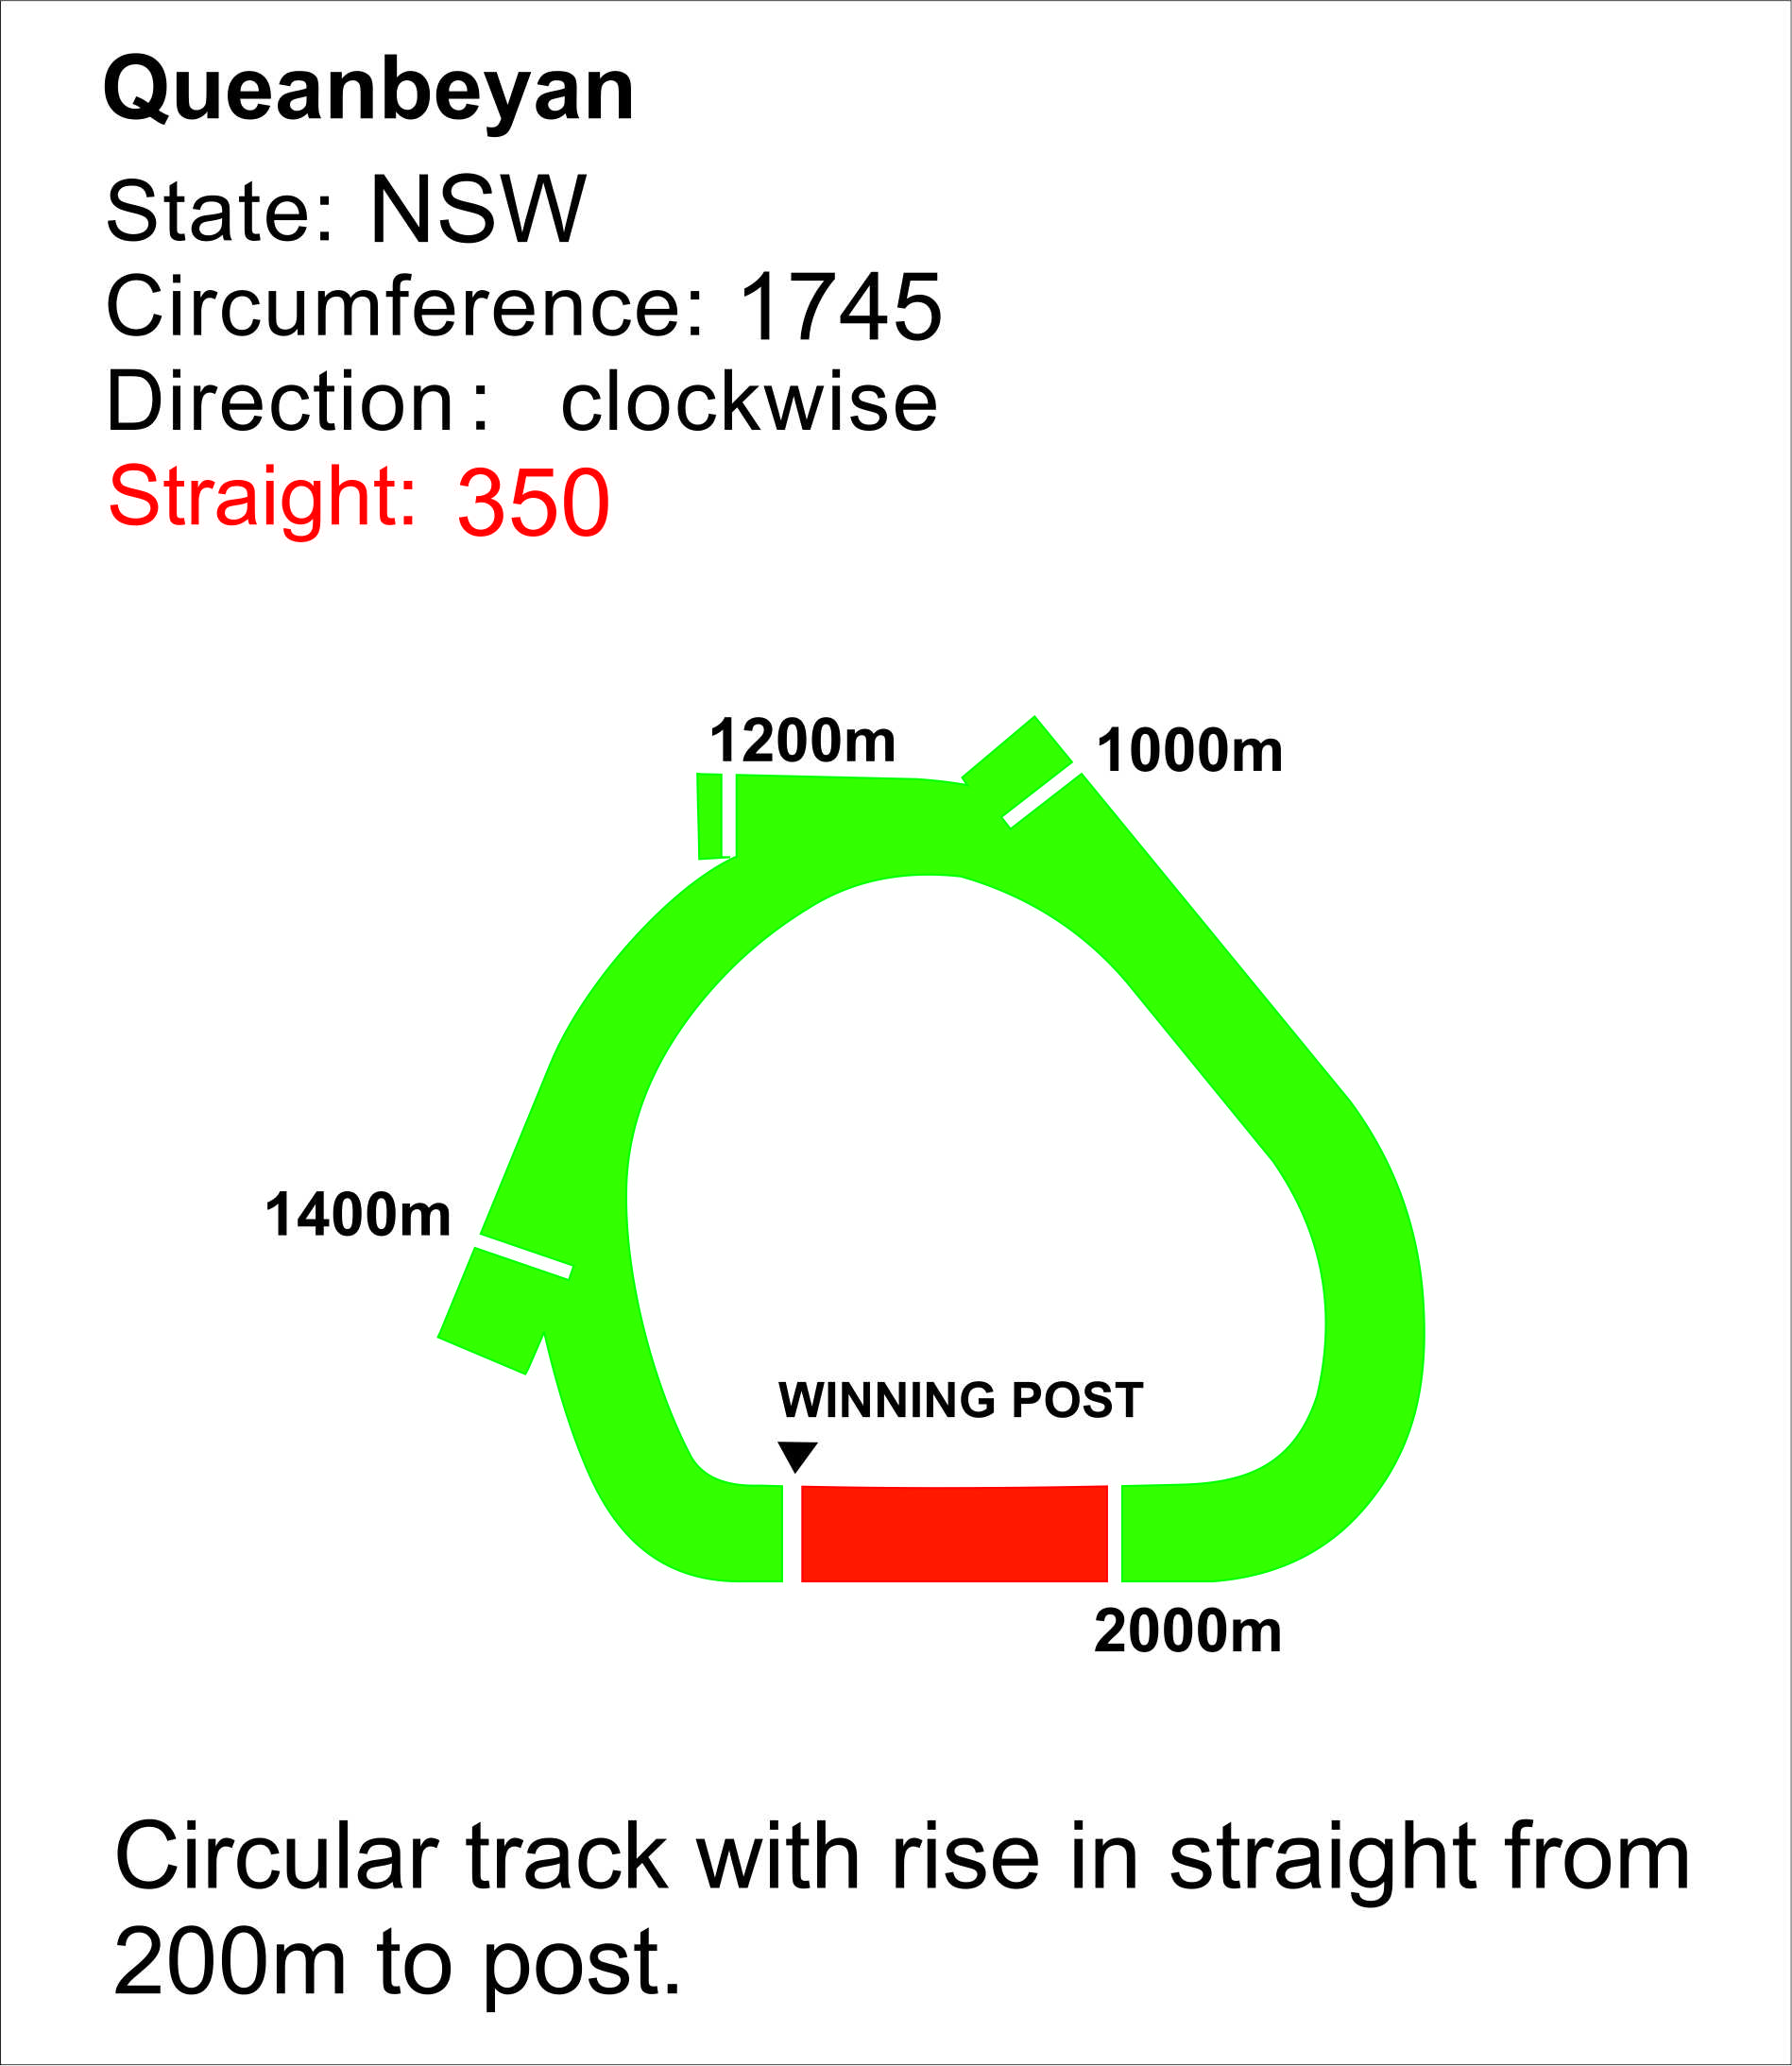 Queanbeyan
State: NSW
Circumference: 1745
Direction : clockwise
Straight: 350
1200m
1000m
1400m
WINNING POST
2000m
Circular track with rise in straight from
200m to post.